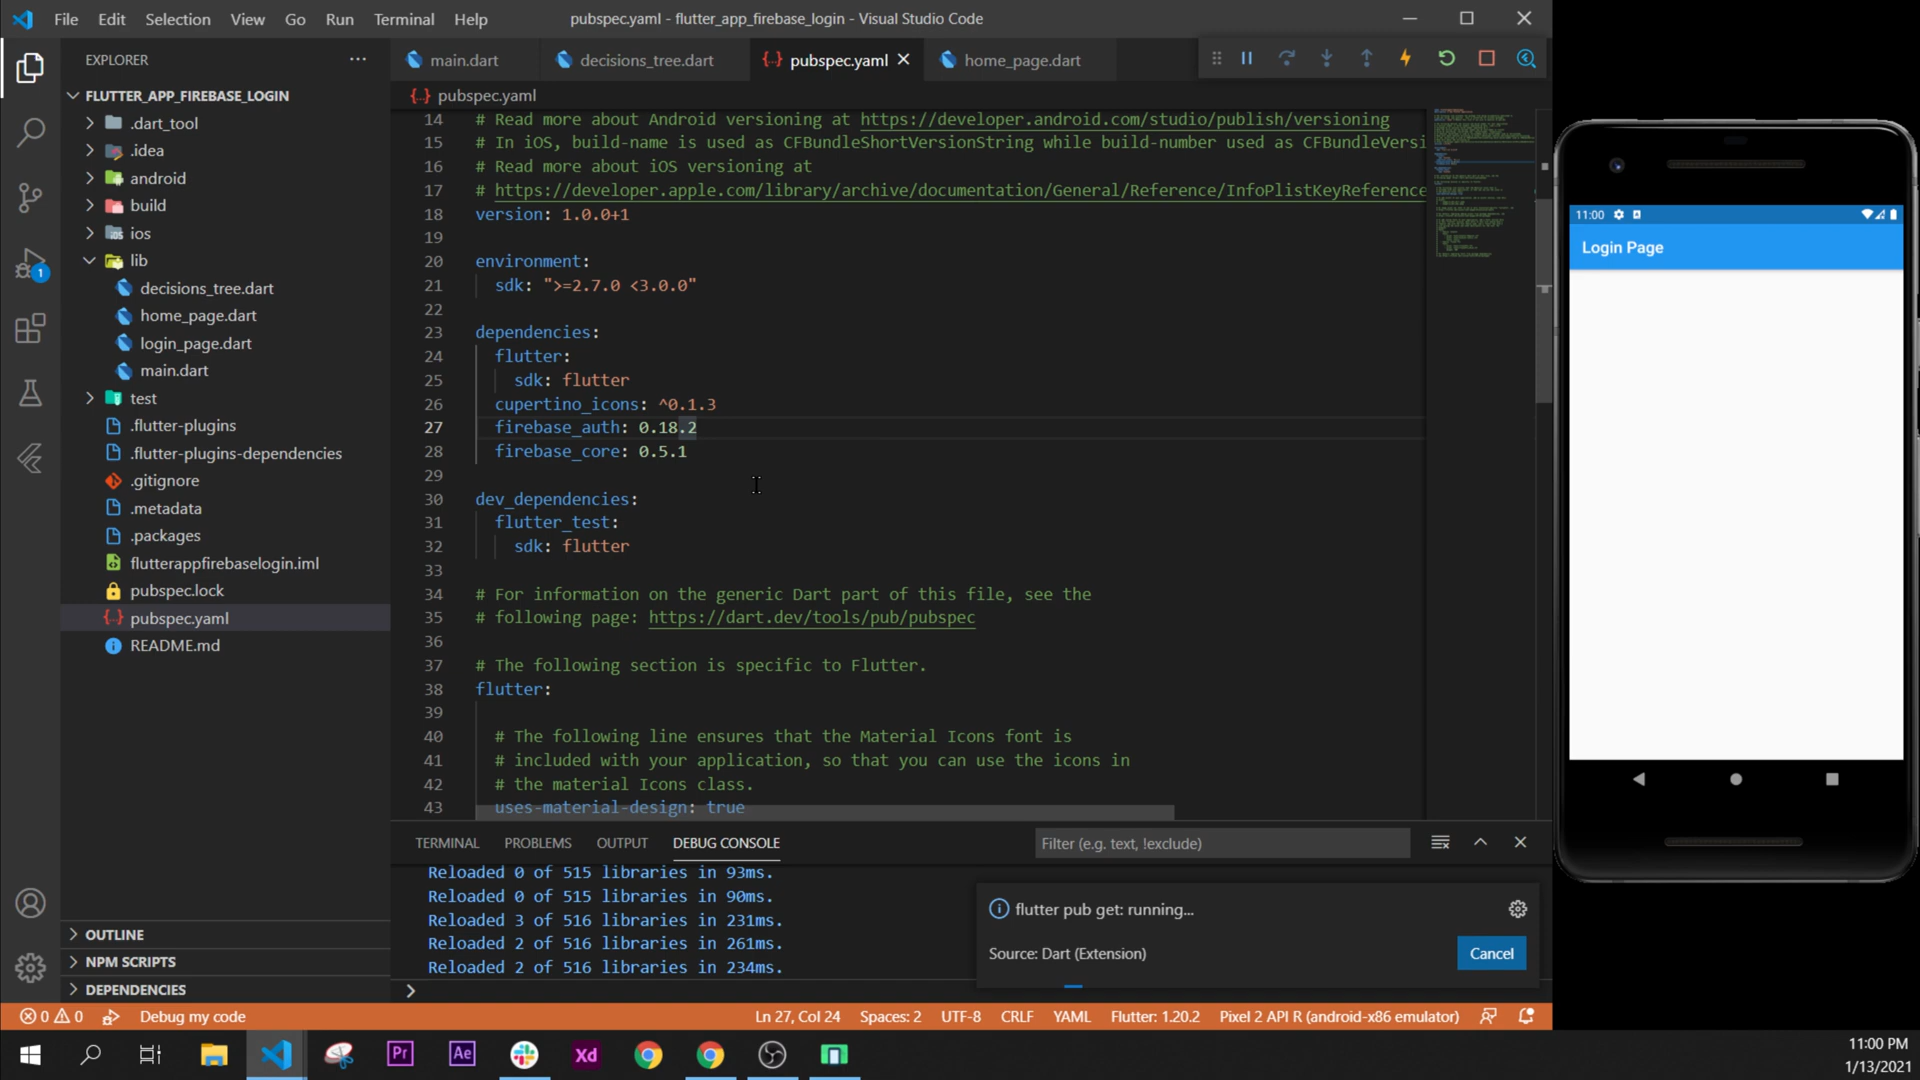 File Edit Selection View Go Run Terminal Help
pubspec.yaml - flutter_app_firebase_login - Visual Studio Code
EXPLORER
FLUTTER_APP_FIREBASE_LOGIN
.dart_tool
.idea
android
build
ios
lib
decisions_tree.dart
home_page.dart
login_page.dart
main.dart
test
.flutter-plugins
.flutter-plugins-dependencies
.gitignore
.metadata
.packages
flutterappfirebaselogin.iml
pubspec.lock
pubspec.yaml
README.md
OUTLINE
NPM SCRIPTS
DEPENDENCIES
1
main.dart decisions_tree.dart pubspec.yaml home_page.dart
pubspec.yaml
14 # Read more about Android versioning at https://developer.android.com/studio/publish/versioning
15 # In iOS, build-name is used as CFBundleShortVersionString while build-number used as CFBundleVersi
16 # Read more about iOS versioning at
17 # https://developer.apple.com/library/archive/documentation/General/Reference/InfoPlistKeyReference
18 version: 1.0.0+1
19
20 environment:
21 sdk: ">=2.7.0 <3.0.0"
22
23 dependencies:
24 flutter:
25 sdk: flutter
26 cupertino_icons: ^0.1.3
27 firebase_auth: 0.18.2
28 firebase_core: 0.5.1
29
30 dev_dependencies:
31 flutter_test:
32 sdk: flutter
33
34 # For information on the generic Dart part of this file, see the
35 # following page: https://dart.dev/tools/pub/pubspec
36
37 # The following section is specific to Flutter.
38 flutter:
39
40 # The following line ensures that the Material Icons font is
41 # included with your application, so that you can use the icons in
42 # the material Icons class.
43 uses-material-design: true
TERMINAL PROBLEMS OUTPUT DEBUG CONSOLE
Filter (e.g. text, !exclude)
Reloaded 0 of 515 libraries in 93ms.
Reloaded 0 of 515 libraries in 90ms.
Reloaded 3 of 516 libraries in 231ms.
Reloaded 2 of 516 libraries in 261ms.
Reloaded 2 of 516 libraries in 234ms.
flutter pub get: running...
Source: Dart (Extension)
Cancel
0 0 Debug my code
Ln 27, Col 24 Spaces: 2 UTF-8 CRLF YAML Flutter: 1.20.2 Pixel 2 API R (android-x86 emulator)
11:00
Login Page
Pr Ae Xd
11:00 PM
1/13/2021